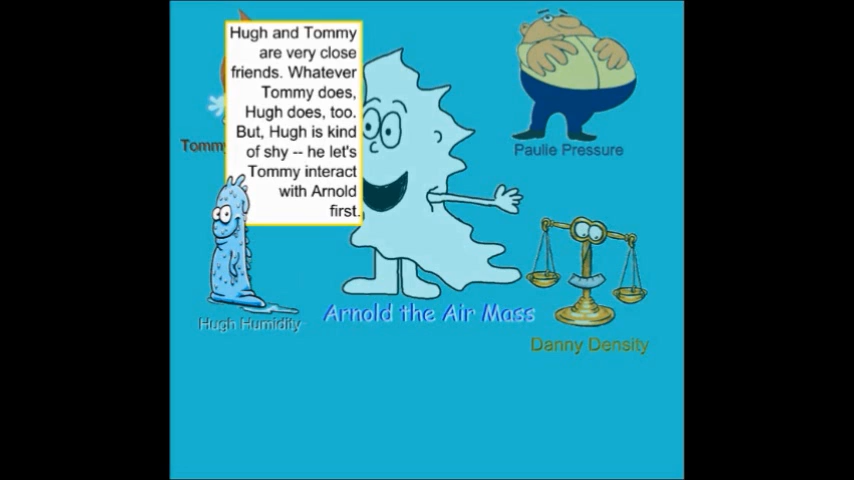 Hugh and Tommy
are very close
friends. Whatever
Tommy does,
Hugh does, too.
But, Hugh is kind
of shy -- he let's
Tommy interact
with Arnold
first.
Tommy
Paulie Pressure
Hugh Humidity
Arnold the Air Mass
Danny Density